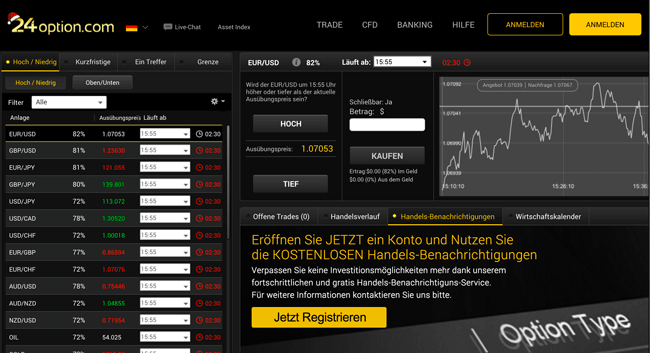 24option.com
Live-Chat
Asset Index
TRADE
CFD
BANKING
HILFE
ANMELDEN
ANMELDEN
Hoch / Niedrig
Kurzfristige
Ein Treffer
Grenze
Hoch / Niedrig
Oben/Unten
Filter
Alle
Anlage
Ausübungspreis
Läuft ab
EUR/USD 82% 1.07053 15:55 02:30
GBP/USD 81% 1.23630 15:55 02:30
EUR/JPY 81% 121.058 15:55 02:30
GBP/JPY 80% 139.801 15:55 02:30
USD/JPY 72% 113.072 15:55 02:30
USD/CAD 78% 1.30520 15:55 02:30
USD/CHF 72% 1.00018 15:55 02:30
EUR/GBP 77% 0.86594 15:55 02:30
EUR/CHF 72% 1.07076 15:55 02:30
AUD/USD 78% 0.75446 15:55 02:30
AUD/NZD 72% 1.04855 15:55 02:30
NZD/USD 72% 0.71954 15:55 02:30
OIL 72% 54.025 15:55 02:30
EUR/USD
82%
Läuft ab:
15:55
02:30
Wird der EUR/USD um 15:55 Uhr
höher oder tiefer als der aktuelle
Ausübungspreis sein?
HOCH
Ausübungspreis: 1.07053
TIEF
Schließbar: Ja
Betrag: $
KAUFEN
Ertrag $0.00 (82%) Im Geld
$0.00 (0%) Aus dem Geld
Angebot 1.07039 | Nachfrage 1.07067
1.07092
1.07041
1.06990
1.06939
15:10:10
15:26:10
15:36:
Offene Trades (0)
Handelsverlauf
Handels-Benachrichtigungen
Wirtschaftskalender
Eröffnen Sie JETZT ein Konto und Nutzen Sie
die KOSTENLOSEN Handels-Benachrichtigungen
Verpassen Sie keine Investitionsmöglichkeiten mehr dank unserem
fortschrittlichen und gratis Handels-Benachrichtigungs-Service.
Für weitere Informationen kontaktieren Sie uns bitte.
Jetzt Registrieren
Option Type